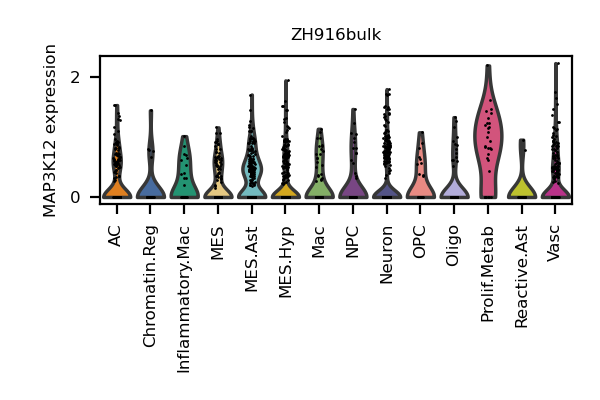 ZH916bulk
MAP3K12 expression
2
0
AC
Chromatin.Reg
Inflammatory.Mac
MES
MES.Ast
MES.Hyp
Mac
NPC
Neuron
OPC
Oligo
Prolif.Metab
Reactive.Ast
Vasc